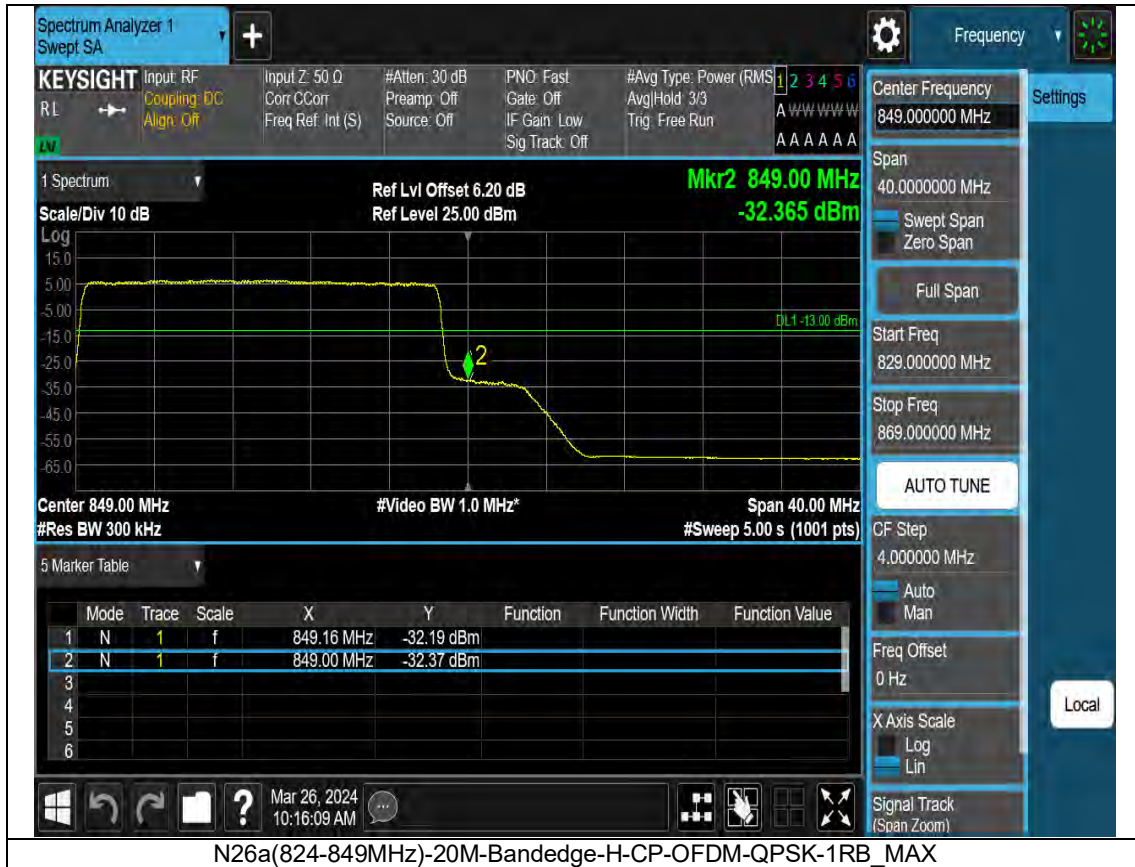 Spectrum Analyzer 1
Swept SA
+
Frequency
KEYSIGHT
RL
Input: RF
Coupling: DC
Align: Off
Input Z: 50 Ω
Corr CCorr
Freq Ref: Int (S)
#Atten: 30 dB
Preamp: Off
Source: Off
PNO: Fast
Gate: Off
IF Gain: Low
Sig Track: Off
#Avg Type: Power (RMS
Avg|Hold: 3/3
Trig: Free Run
1 2 3 4 5 6
A W W W W W
A A A A A A
1 Spectrum
Scale/Div 10 dB
Ref Lvl Offset 6.20 dB
Ref Level 25.00 dBm
Mkr2 849.00 MHz
-32.365 dBm
Log
15.0
5.00
-5.00
-15.0
-25.0
-35.0
-45.0
-55.0
-65.0
DL1 -13.00 dBm
2
Center 849.00 MHz
#Video BW 1.0 MHz*
Span 40.00 MHz
#Res BW 300 kHz
#Sweep 5.00 s (1001 pts)
5 Marker Table
Mode Trace Scale X Y Function Function Width Function Value
1 N 1 f 849.16 MHz -32.19 dBm
2 N 1 f 849.00 MHz -32.37 dBm
3
4
5
6
Center Frequency
849.000000 MHz
Settings
Span
40.0000000 MHz
Swept Span
Zero Span
Full Span
Start Freq
829.000000 MHz
Stop Freq
869.000000 MHz
AUTO TUNE
CF Step
4.000000 MHz
Auto
Man
Freq Offset
0 Hz
X Axis Scale
Log
Lin
Signal Track
(Span Zoom)
Local
?
Mar 26, 2024
10:16:09 AM
N26a(824-849MHz)-20M-Bandedge-H-CP-OFDM-QPSK-1RB_MAX